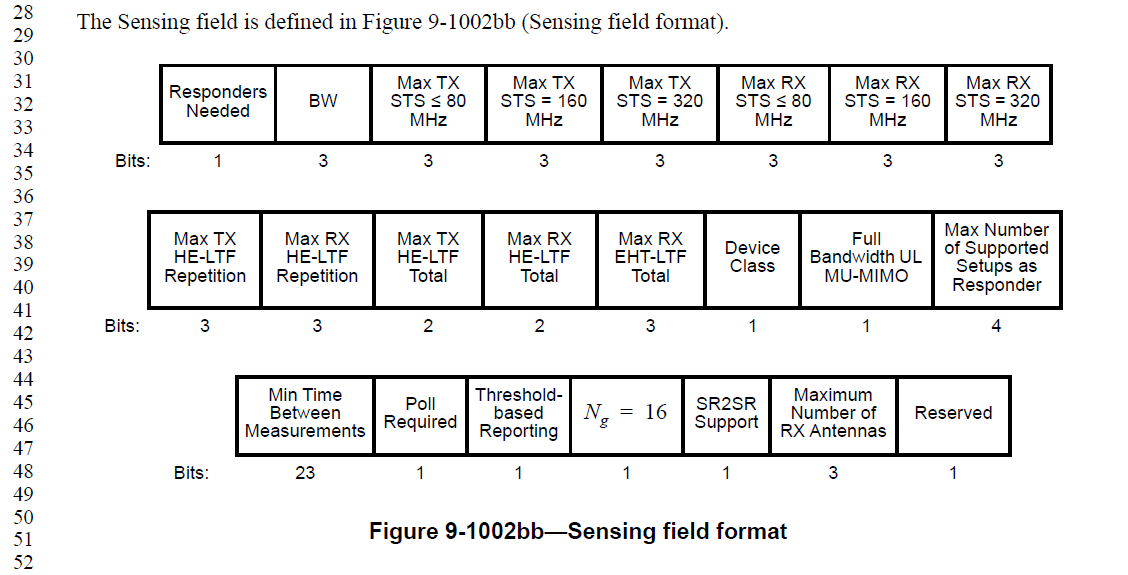 28
The Sensing field is defined in Figure 9-1002bb (Sensing field format).
29
30
31
32
33
34
35
36
37
38
39
40
41
42
43
44
45
46
47
48
49
50
51
52
Responders Needed
BW
Max TX STS ≤ 80 MHz
Max TX STS = 160 MHz
Max TX STS = 320 MHz
Max RX STS ≤ 80 MHz
Max RX STS = 160 MHz
Max RX STS = 320 MHz
Bits: 1 3 3 3 3 3 3 3
Max TX HE-LTF Repetition
Max RX HE-LTF Repetition
Max TX HE-LTF Total
Max RX HE-LTF Total
Max RX EHT-LTF Total
Device Class
Full Bandwidth UL MU-MIMO
Max Number of Supported Setups as Responder
Bits: 3 3 2 2 3 1 1 4
Min Time Between Measurements
Poll Required
Threshold-based Reporting
N_g = 16
SR2SR Support
Maximum Number of RX Antennas
Reserved
Bits: 23 1 1 1 1 3 1
Figure 9-1002bb—Sensing field format